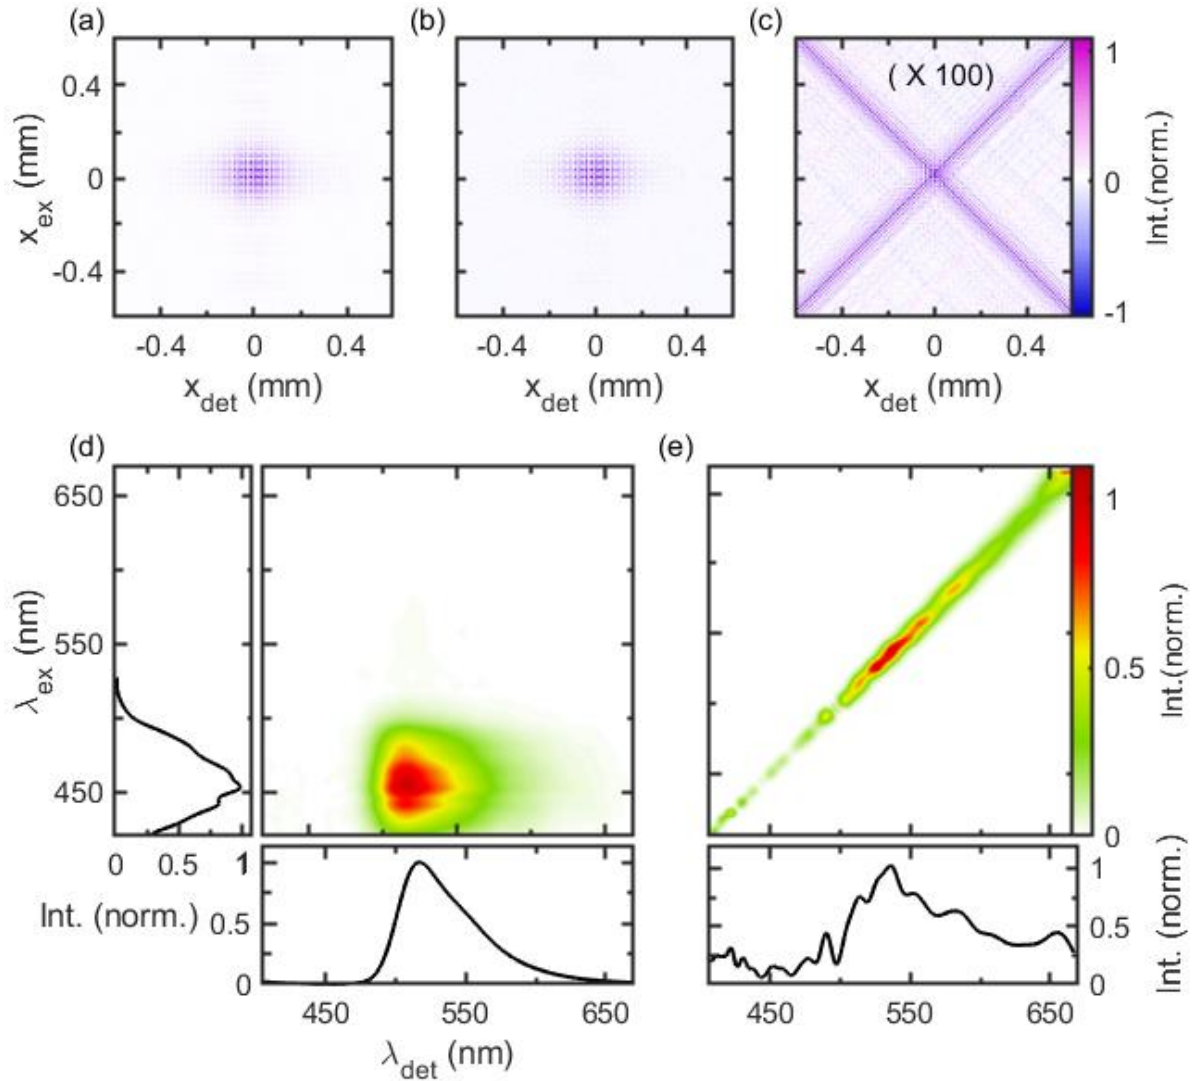 (a)
(b)
(c)
( X 100)
0.4
0
-0.4
x_ex (mm)
-0.4 0 0.4
x_det (mm)
-0.4 0 0.4
x_det (mm)
-0.4 0 0.4
x_det (mm)
1
0
-1
Int.(norm.)
(d)
(e)
650
550
450
λ_ex (nm)
0 0.5 1
Int. (norm.)
1
0.5
0
450 550 650
λ_det (nm)
1
0.5
0
Int.(norm.)
1
0.5
0
Int. (norm.)
450 550 650